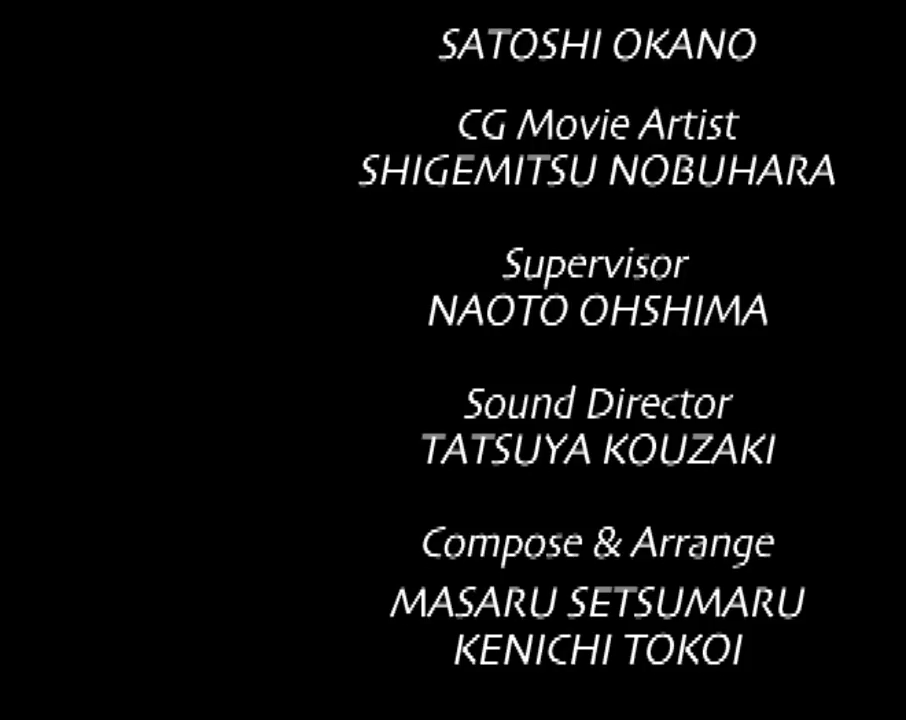 SATOSHI OKANO
CG Movie Artist
SHIGEMITSU NOBUHARA
Supervisor
NAOTO OHSHIMA
Sound Director
TATSUYA KOUZAKI
Compose & Arrange
MASARU SETSUMARU
KENICHI TOKOI